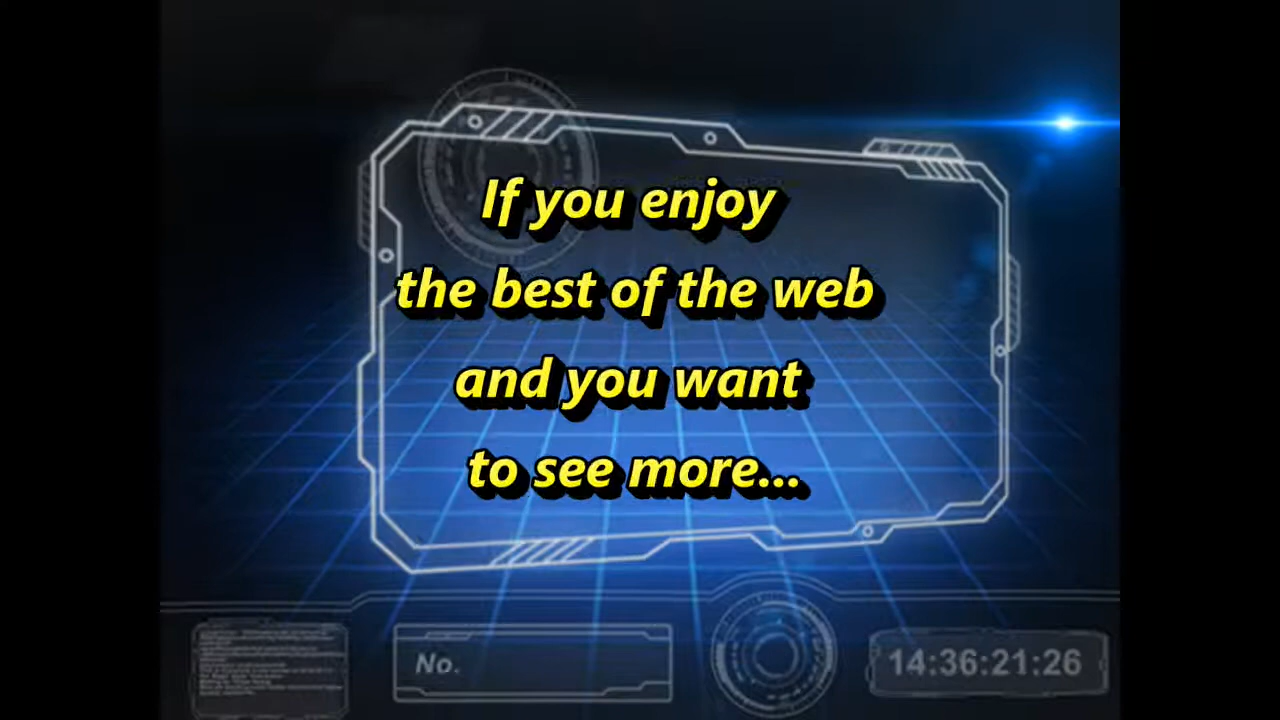 If you enjoy
the best of the web
and you want
to see more...
No.
14:36:21:26